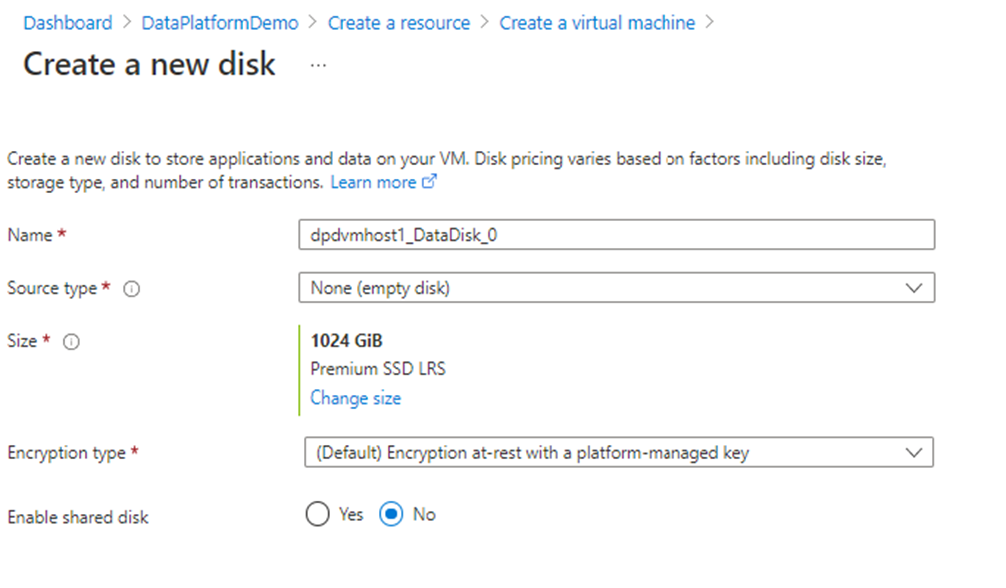 Dashboard > DataPlatformDemo > Create a resource > Create a virtual machine >
Create a new disk ...
Create a new disk to store applications and data on your VM. Disk pricing varies based on factors including disk size,
storage type, and number of transactions. Learn more
Name *
dpdvmhost1_DataDisk_0
Source type *
None (empty disk)
Size *
1024 GiB
Premium SSD LRS
Change size
Encryption type *
(Default) Encryption at-rest with a platform-managed key
Enable shared disk
Yes No